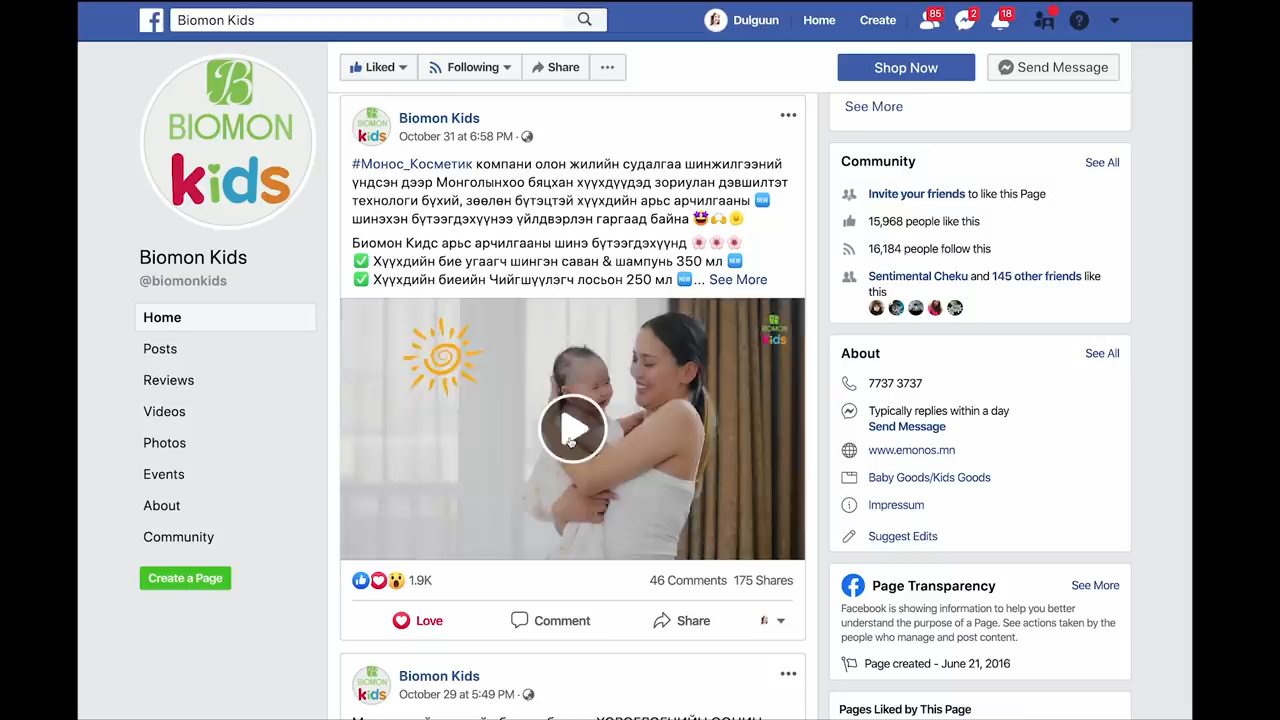 Biomon Kids
Dulguun
Home
Create
85
2
18
BIOMON
kids
Biomon Kids
@biomonkids
Home
Posts
Reviews
Videos
Photos
Events
About
Community
Create a Page
Liked
Following
Share
Shop Now
Send Message
BIOMON
kids
Biomon Kids
October 31 at 6:58 PM ·
#Монос_Косметик компани олон жилийн судалгаа шинжилгээний
үндсэн дээр Монголынхоо бяцхан хүүхдүүдэд зориулан дэвшилтэт
технологи бүхий, зөөлөн бүтэцтэй хүүхдийн арьс арчилгааны 🆕
шинэхэн бүтээгдэхүүнээ үйлдвэрлэн гаргаад байна 🤩🙌🌼
Биомон Кидс арьс арчилгааны шинэ бүтээгдэхүүнд 🌸🌸🌸
✅ Хүүхдийн бие угаагч шингэн саван & шампунь 350 мл 🆕
✅ Хүүхдийн биеийн Чийгшүүлэгч лосьон 250 мл 🆕... See More
BIOMON
kids
1.9K
46 Comments 175 Shares
Love
Comment
Share
BIOMON
kids
Biomon Kids
October 29 at 5:49 PM ·
See More
Community
See All
Invite your friends to like this Page
15,968 people like this
16,184 people follow this
Sentimental Cheku and 145 other friends like
this
About
See All
7737 3737
Typically replies within a day
Send Message
www.emonos.mn
Baby Goods/Kids Goods
Impressum
Suggest Edits
Page Transparency
See More
Facebook is showing information to help you better
understand the purpose of a Page. See actions taken by the
people who manage and post content.
Page created - June 21, 2016
Pages Liked by This Page